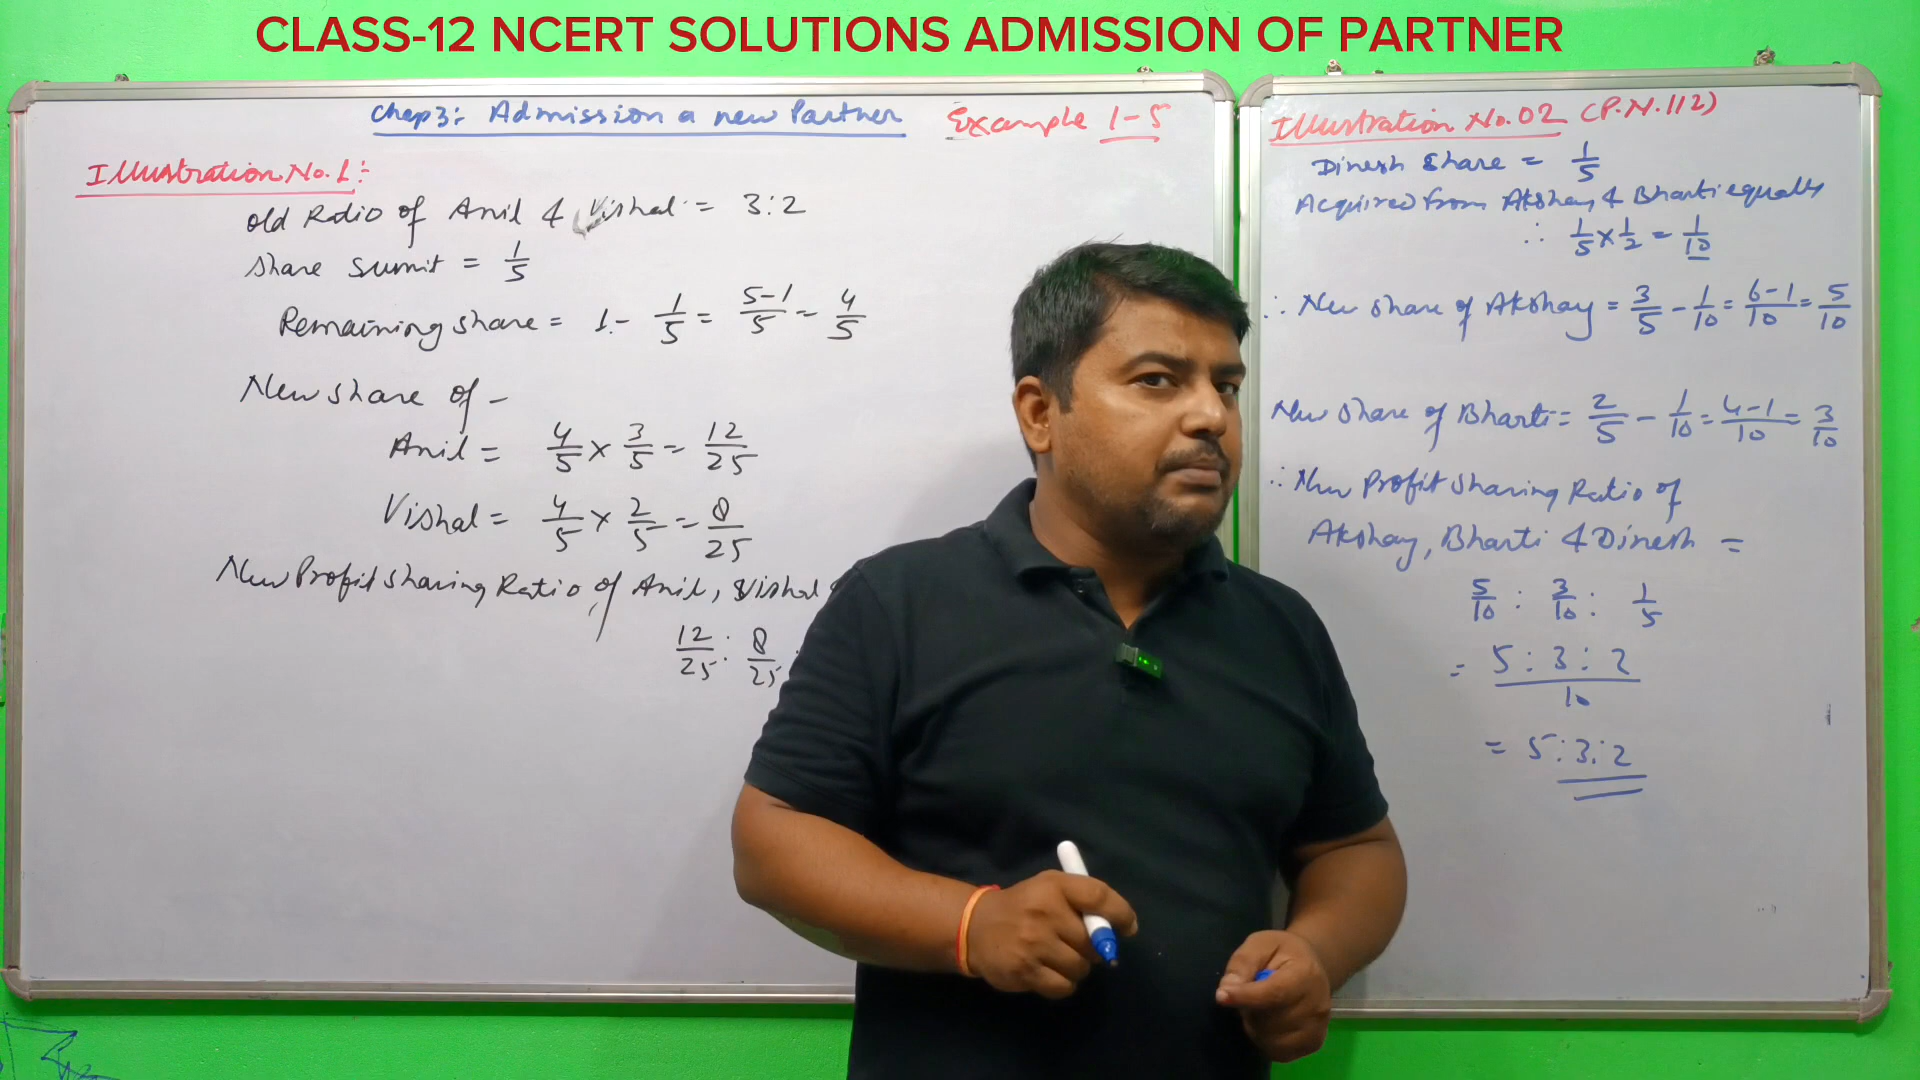 CLASS-12 NCERT SOLUTIONS ADMISSION OF PARTNER
Chap 3:- Admission a new Partner Example 1-5
Illustration No. 1:-
Old Ratio of Anil & Vishal = 3:2
Share Sumit = 1/5
Remaining share = 1 - 1/5 = 5-1/5 = 4/5
New share of -
Anil = 4/5 × 3/5 = 12/25
Vishal = 4/5 × 2/5 = 8/25
New Profit Sharing Ratio of Anil, Vishal
12/25 : 8/25 :
Illustration No. 02 (P.N. 112)
Dinesh Share = 1/5
Acquired from Akshay & Bharti equally
∴ 1/5 × 1/2 = 1/10
∴ New Share of Akshay = 3/5 - 1/10 = 6-1/10 = 5/10
New Share of Bharti = 2/5 - 1/10 = 4-1/10 = 3/10
∴ New Profit Sharing Ratio of
Akshay, Bharti & Dinesh =
5/10 : 3/10 : 1/5
= 5 : 3 : 2/10
= 5:3:2